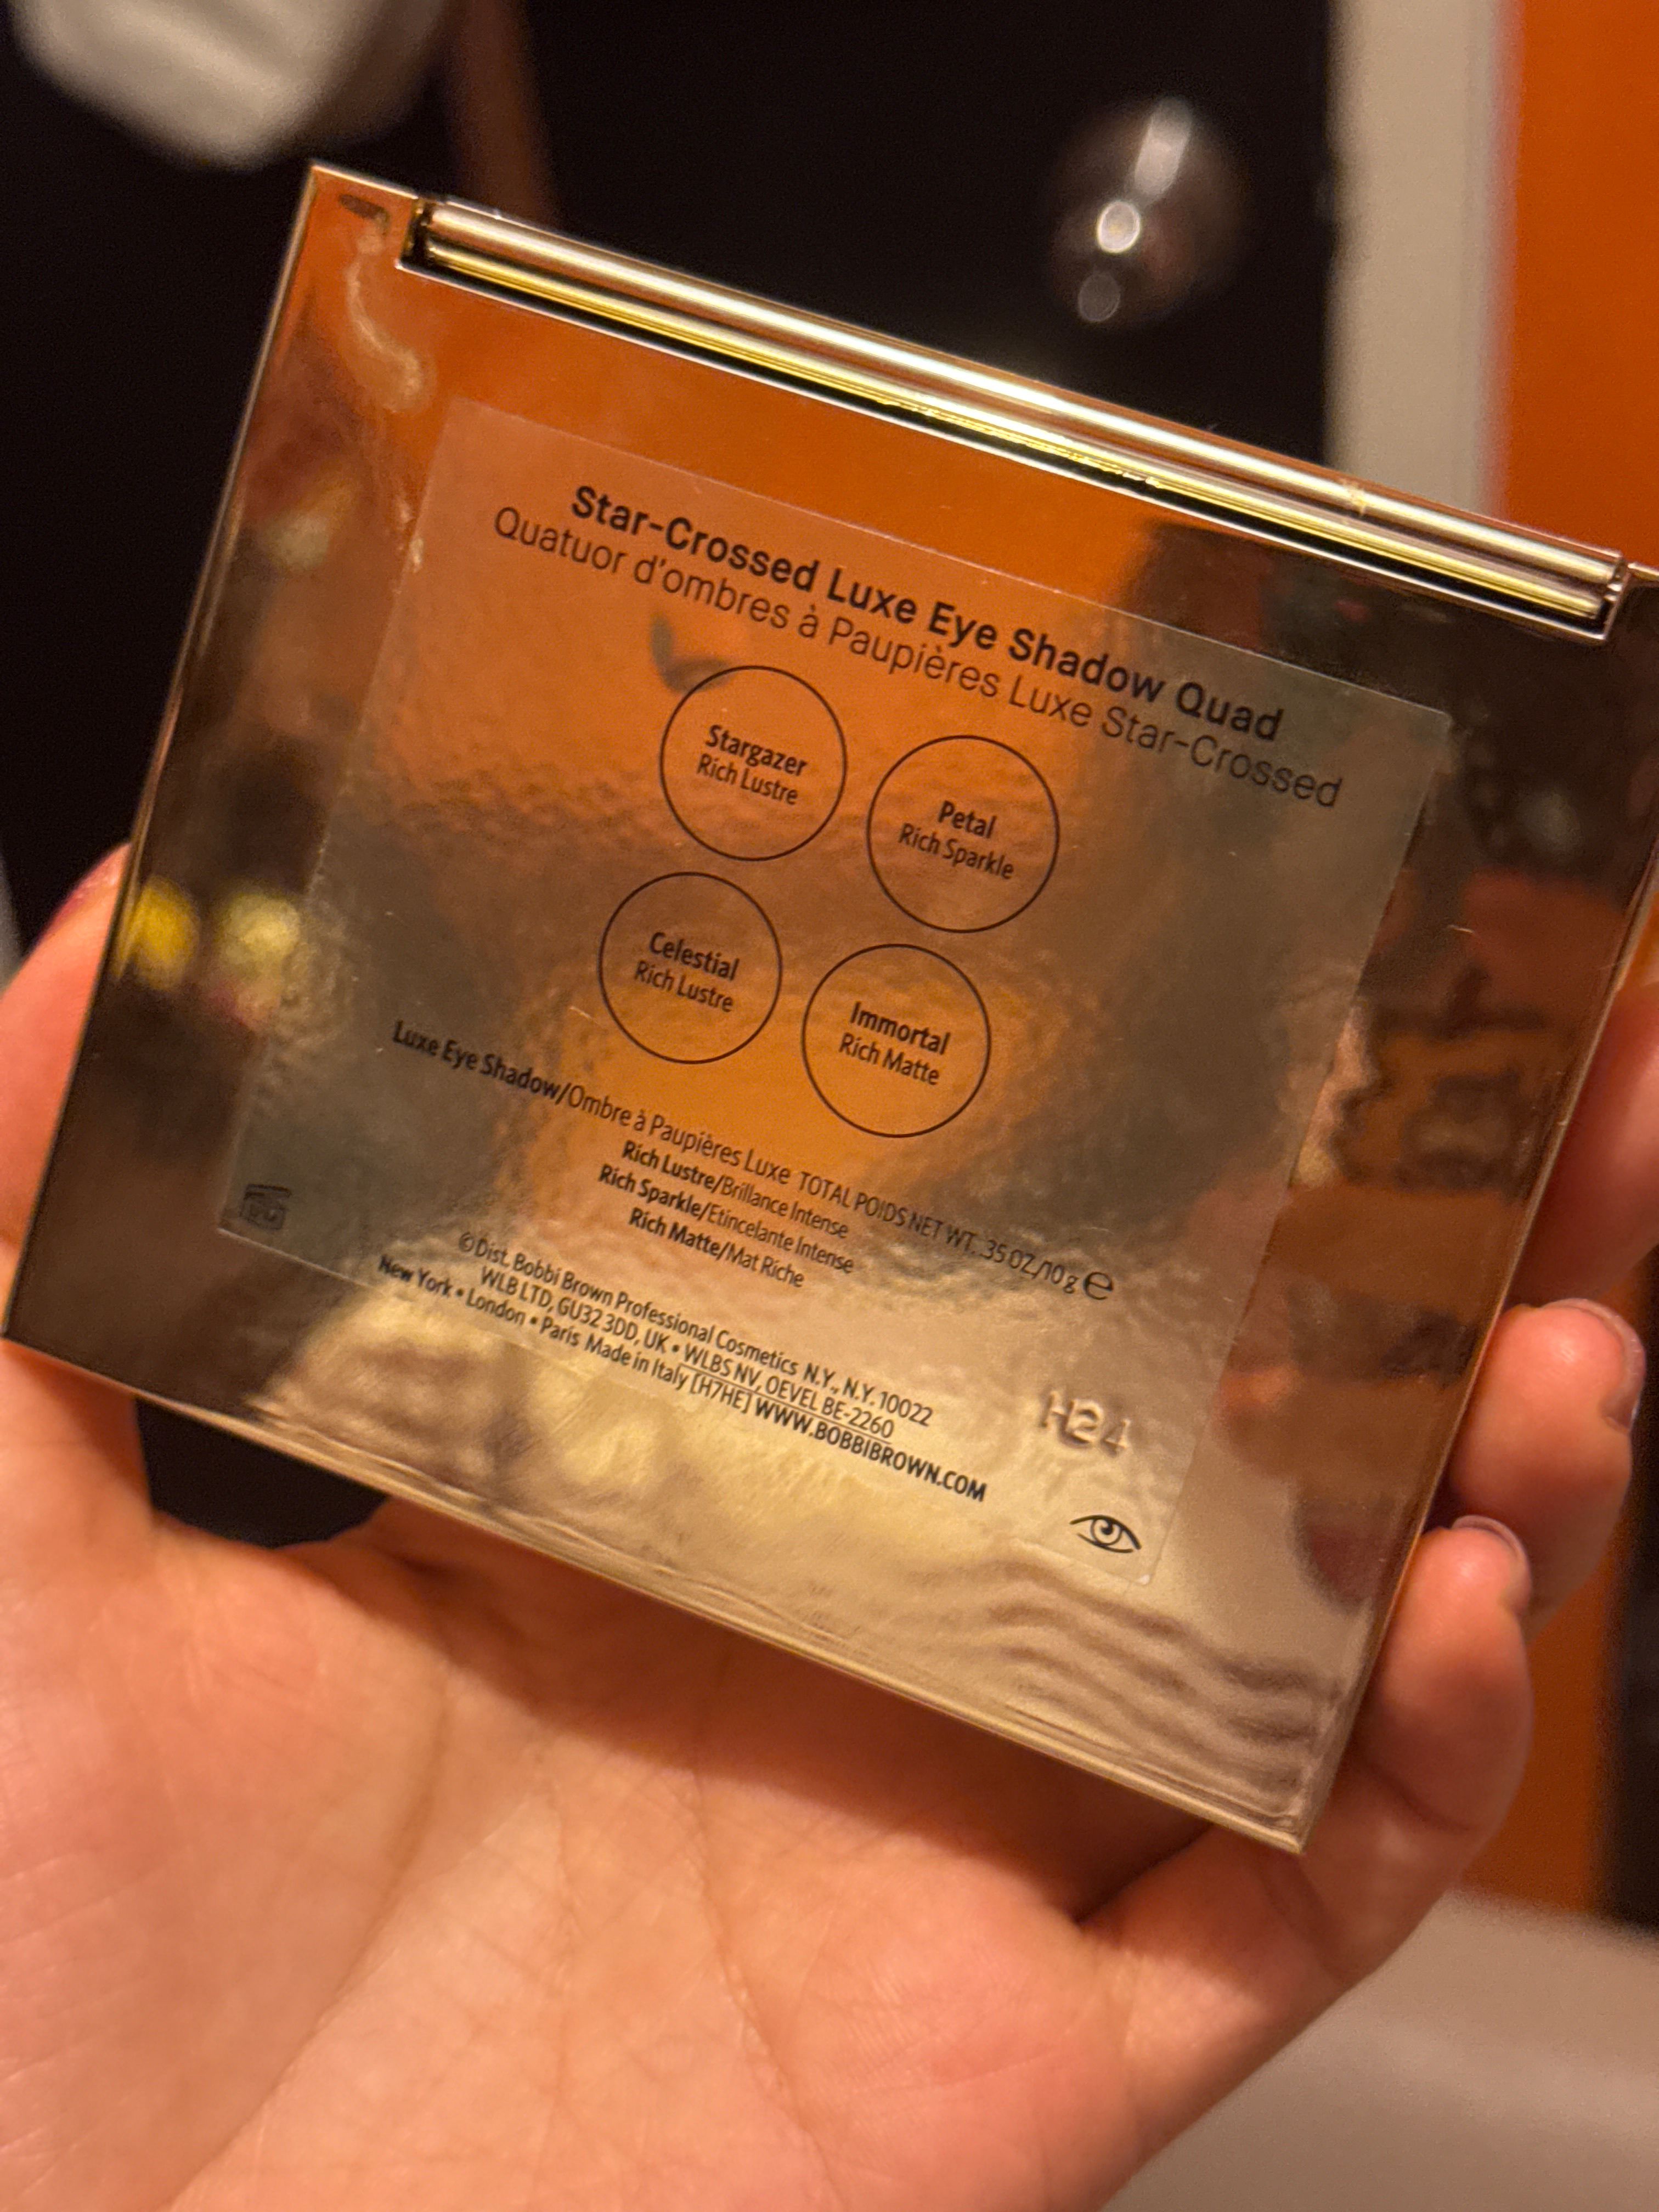 Star-Crossed Luxe Eye Shadow Quad
Quatuor d'ombres à Paupières Luxe Star-Crossed
Stargazer
Rich Lustre
Petal
Rich Sparkle
Celestial
Rich Lustre
Immortal
Rich Matte
Luxe Eye Shadow/Ombre à Paupières Luxe TOTAL POIDS NET WT. .35 OZ./10 g ℮
Rich Lustre/Brillance Intense
Rich Sparkle/Etincelante Intense
Rich Matte/Mat Riche
© Dist. Bobbi Brown Professional Cosmetics N.Y., N.Y. 10022
WLB LTD, GU32 3DD, UK • WLBS NV, OEVEL BE-2260
New York • London • Paris Made in Italy [H7HE] WWW.BOBBIBROWN.COM
H24